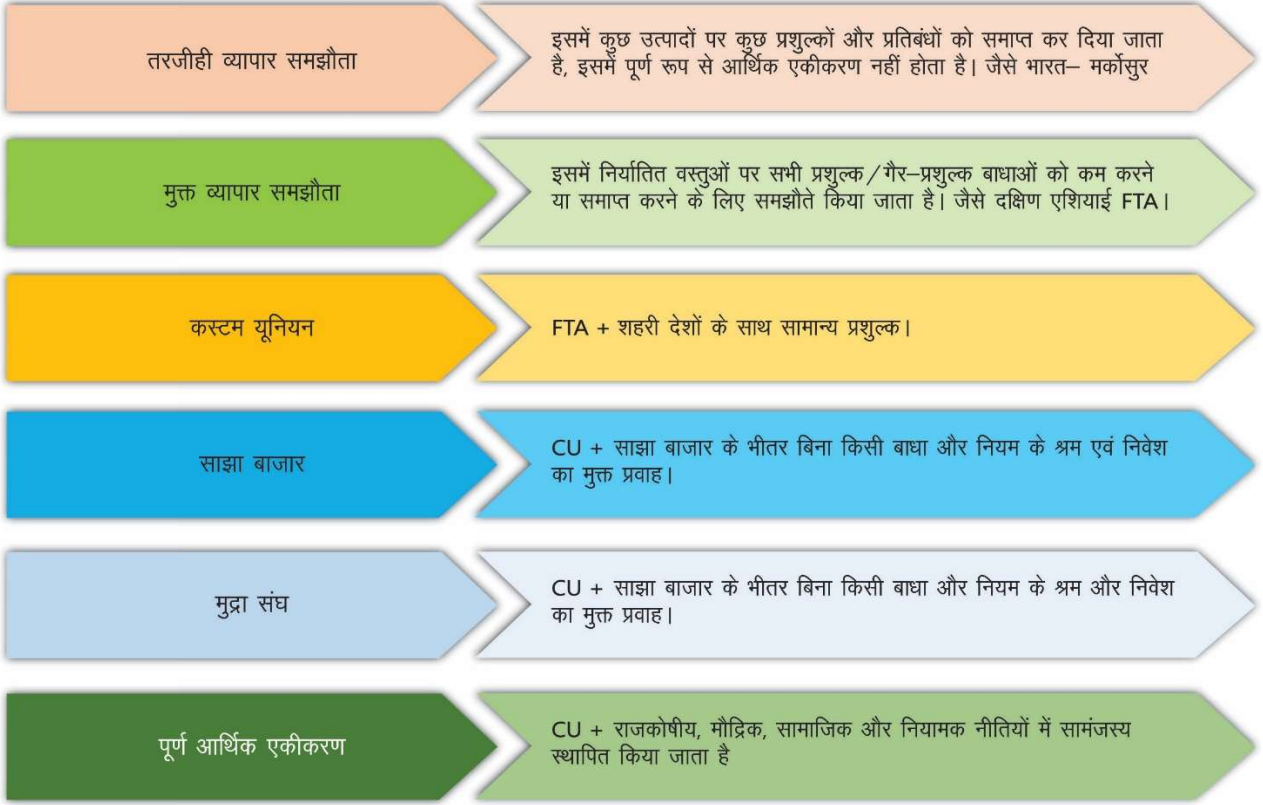 तरजीही व्यापार समझौता
इसमें कुछ उत्पादों पर कुछ प्रशुल्कों और प्रतिबंधों को समाप्त कर दिया जाता
है, इसमें पूर्ण रूप से आर्थिक एकीकरण नहीं होता है। जैसे भारत– मर्कोसुर
मुक्त व्यापार समझौता
इसमें निर्यातित वस्तुओं पर सभी प्रशुल्क/गैर–प्रशुल्क बाधाओं को कम करने
या समाप्त करने के लिए समझौते किया जाता है। जैसे दक्षिण एशियाई FTA।
कस्टम यूनियन
FTA + शहरी देशों के साथ सामान्य प्रशुल्क।
साझा बाजार
CU + साझा बाजार के भीतर बिना किसी बाधा और नियम के श्रम एवं निवेश
का मुक्त प्रवाह।
मुद्रा संघ
CU + साझा बाजार के भीतर बिना किसी बाधा और नियम के श्रम और निवेश
का मुक्त प्रवाह।
पूर्ण आर्थिक एकीकरण
CU + राजकोषीय, मौद्रिक, सामाजिक और नियामक नीतियों में सामंजस्य
स्थापित किया जाता है